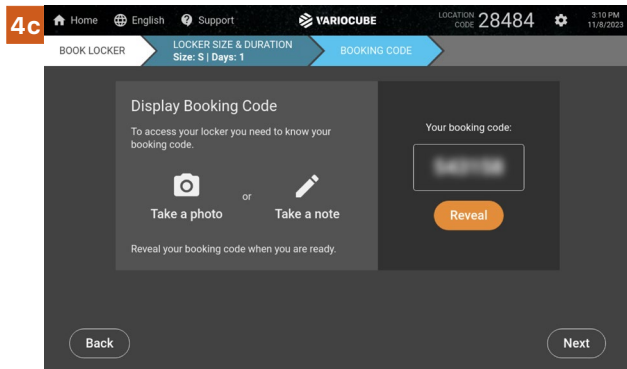 4c
Home English Support VARIOCUBE LOCATION CODE 28484 3:10 PM 11/8/2023
BOOK LOCKER
LOCKER SIZE & DURATION
Size: S | Days: 1
BOOKING CODE
Display Booking Code
To access your locker you need to know your
booking code.
Take a photo or Take a note
Reveal your booking code when you are ready.
Your booking code:
Reveal
Back Next